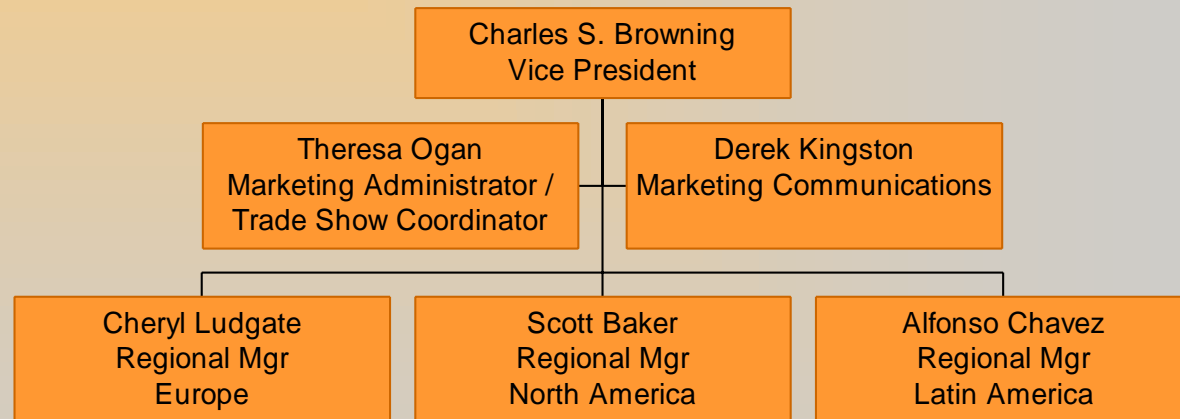 Charles S. Browning
Vice President
Theresa Ogan
Marketing Administrator /
Trade Show Coordinator
Derek Kingston
Marketing Communications
Cheryl Ludgate
Regional Mgr
Europe
Scott Baker
Regional Mgr
North America
Alfonso Chavez
Regional Mgr
Latin America